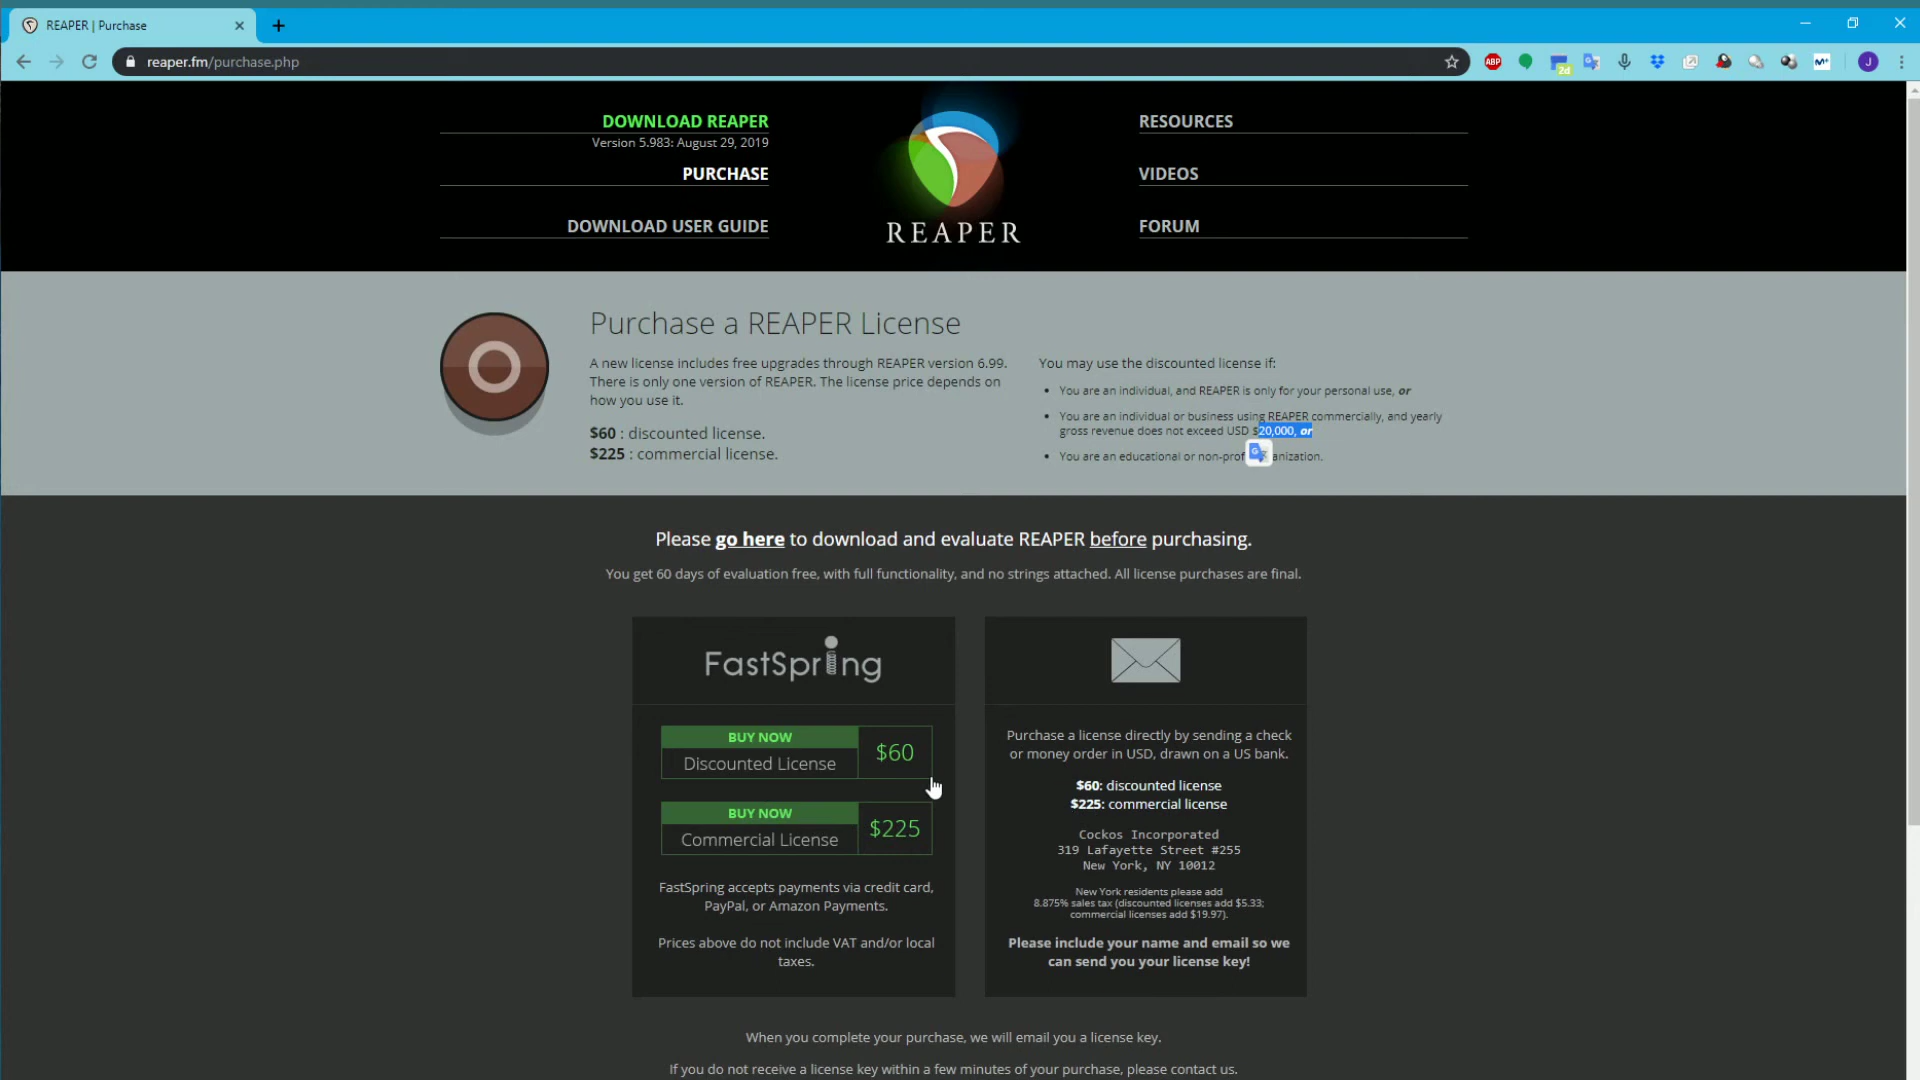 REAPER | Purchase
reaper.fm/purchase.php
ABP
2d
J
DOWNLOAD REAPER
Version 5.983: August 29, 2019
PURCHASE
DOWNLOAD USER GUIDE
REAPER
RESOURCES
VIDEOS
FORUM
Purchase a REAPER License
A new license includes free upgrades through REAPER version 6.99.
There is only one version of REAPER. The license price depends on
how you use it.
$60 : discounted license.
$225 : commercial license.
You may use the discounted license if:
• You are an individual, and REAPER is only for your personal use, or
• You are an individual or business using REAPER commercially, and yearly
gross revenue does not exceed USD $20,000, or
• You are an educational or non-prof anization.
Please go here to download and evaluate REAPER before purchasing.
You get 60 days of evaluation free, with full functionality, and no strings attached. All license purchases are final.
FastSpring
BUY NOW
Discounted License
$60
BUY NOW
Commercial License
$225
FastSpring accepts payments via credit card,
PayPal, or Amazon Payments.
Prices above do not include VAT and/or local
taxes.
Purchase a license directly by sending a check
or money order in USD, drawn on a US bank.
$60: discounted license
$225: commercial license
Cockos Incorporated
319 Lafayette Street #255
New York, NY 10012
New York residents please add
8.875% sales tax (discounted licenses add $5.33;
commercial licenses add $19.97).
Please include your name and email so we
can send you your license key!
When you complete your purchase, we will email you a license key.
If you do not receive a license key within a few minutes of your purchase, please contact us.